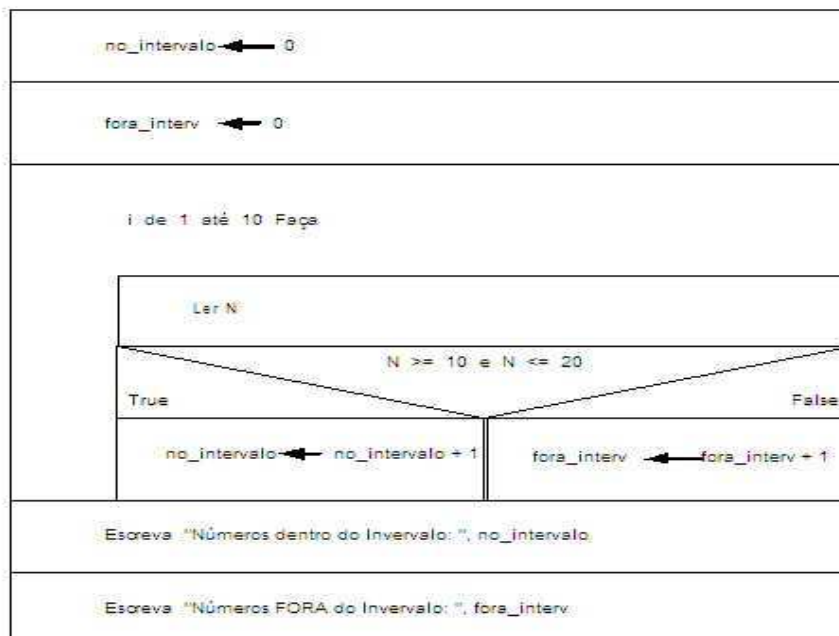 no_intervalo 0
fora_interv 0
i de 1 até 10 Faça
Ler N
N >= 10 e N <= 20
True False
no_intervalo no_intervalo + 1 fora_interv fora_interv + 1
Escreva "Números dentro do Invervalo: ", no_intervalo
Escreva "Números FORA do Invervalo: ", fora_interv